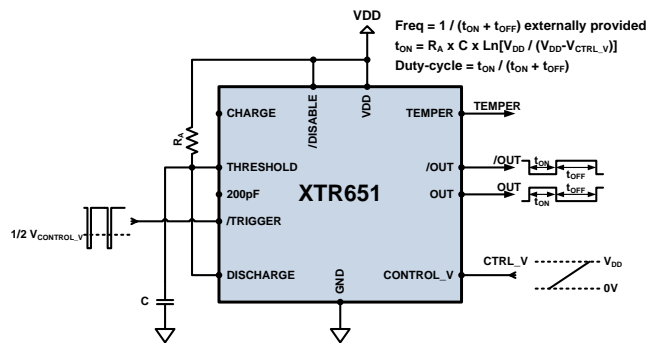 VDD
Freq = 1 / (tON + tOFF) externally provided
tON = RA x C x Ln[VDD / (VDD-VCTRL_V)]
Duty-cycle = tON / (tON + tOFF)
CHARGE
/DISABLE
VDD
TEMPER
TEMPER
RA
THRESHOLD
/OUT
/OUT
tON
tOFF
200pF
XTR651
OUT
OUT
tON
tOFF
/TRIGGER
1/2 VCONTROL_V
DISCHARGE
GND
CONTROL_V
CTRL_V
VDD
0V
C